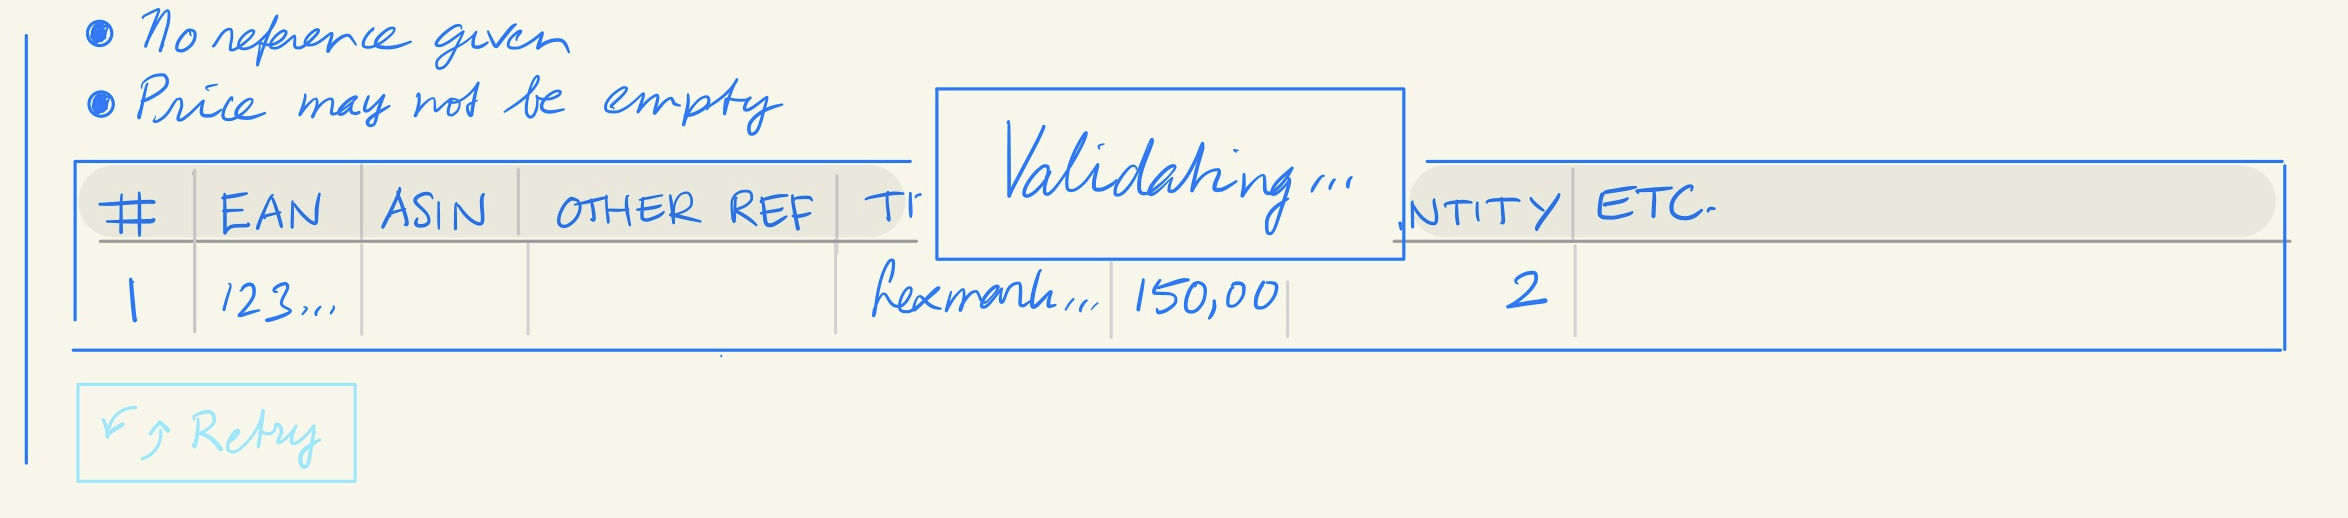 No reference given
Price may not be empty
Validating...
# EAN ASIN OTHER REF TI NTITY ETC.
1 123... Lexmark... 150,00 2
Retry